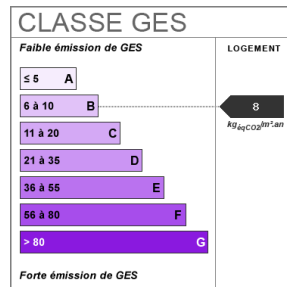 CLASSE GES
Faible émission de GES
LOGEMENT
≤ 5 A
6 à 10 B
8
kgéqCO2/m².an
11 à 20 C
21 à 35 D
36 à 55 E
56 à 80 F
> 80 G
Forte émission de GES